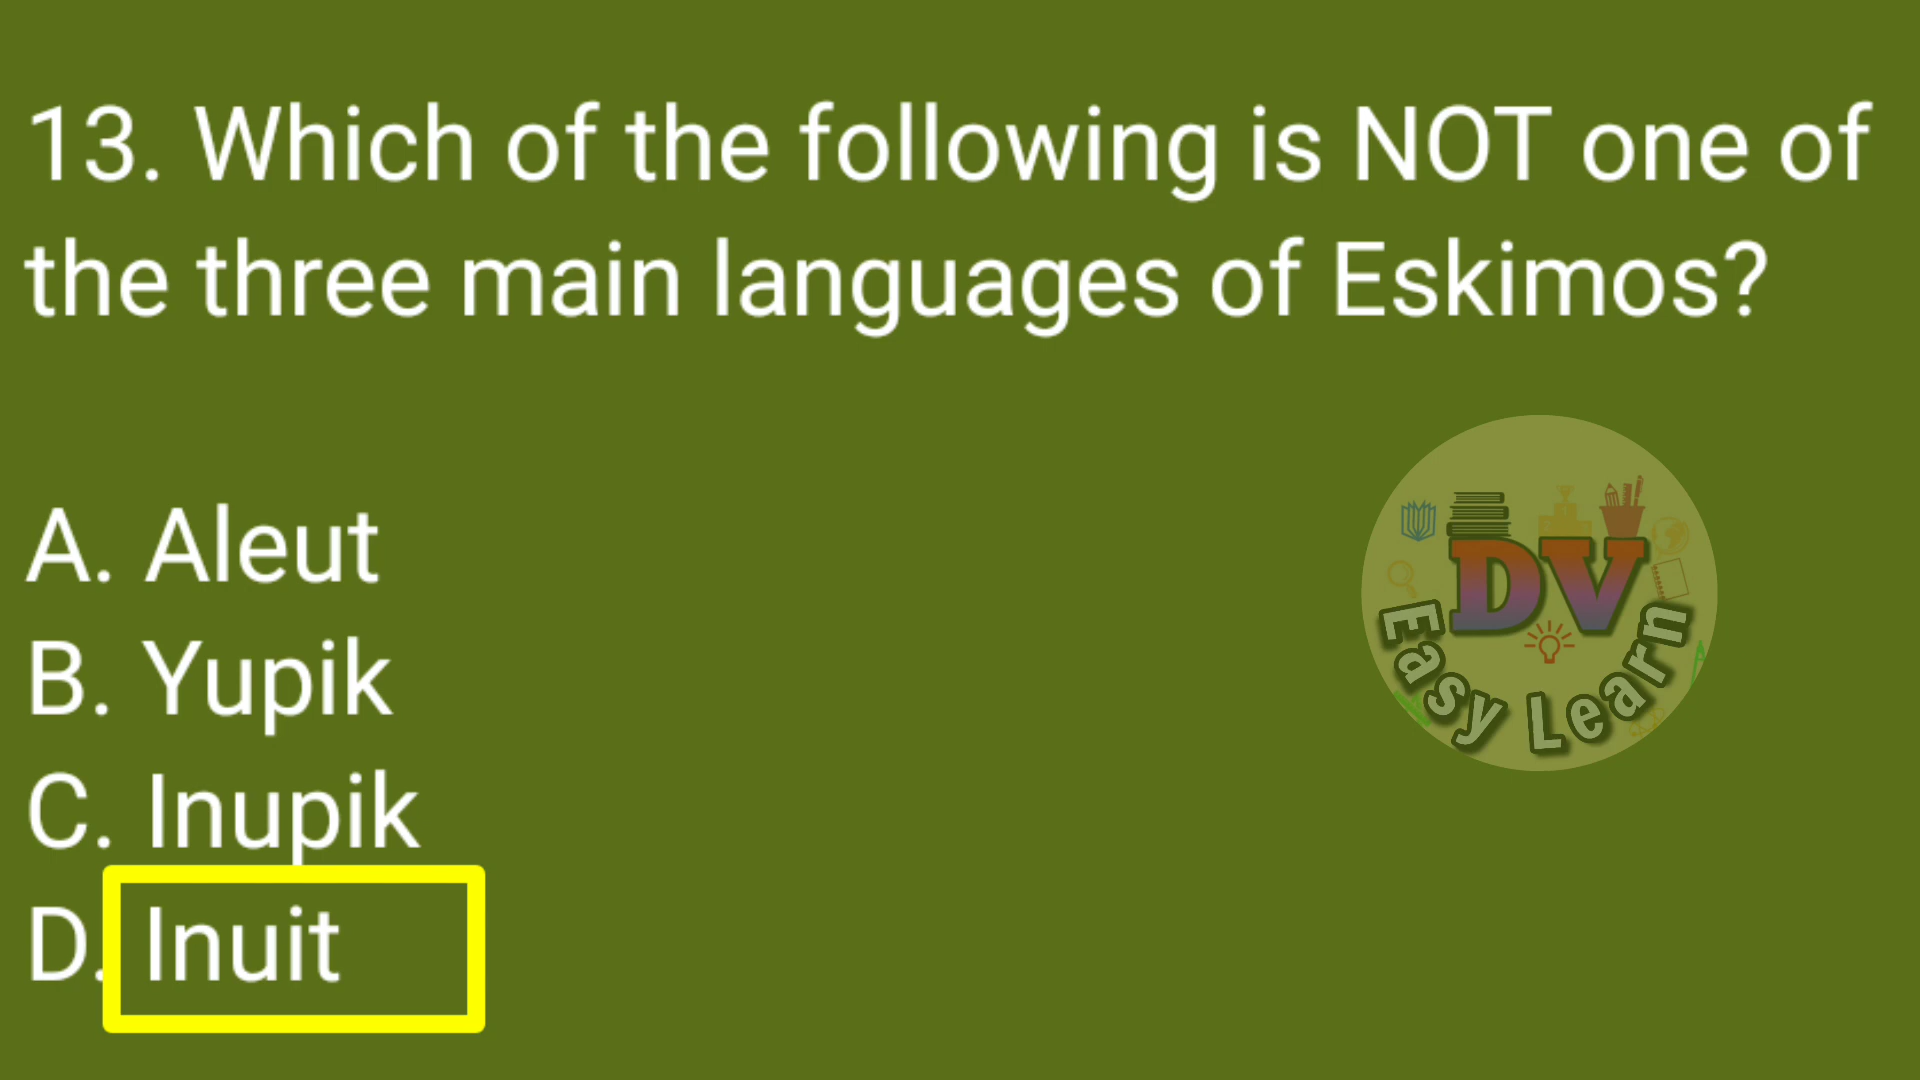 13. Which of the following is NOT one of
the three main languages of Eskimos?
A. Aleut
B. Yupik
C. Inupik
D. Inuit
DV
Easy Learn